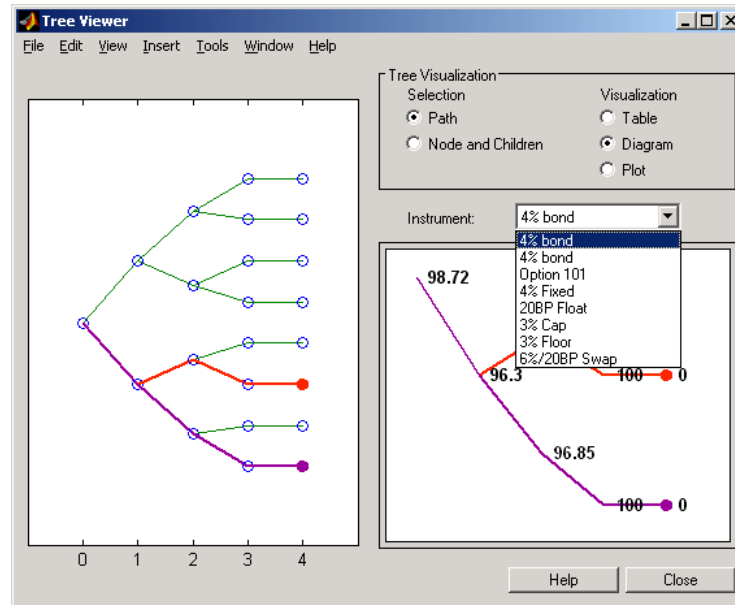 Tree Viewer
File Edit View Insert Tools Window Help
Tree Visualization
Selection
Visualization
Path
Table
Node and Children
Diagram
Plot
Instrument:
4% bond
4% bond
4% bond
Option 101
4% Fixed
20BP Float
3% Cap
3% Floor
6%/20BP Swap
98.72
96.3
100 0
96.85
100 0
0 1 2 3 4
Help
Close